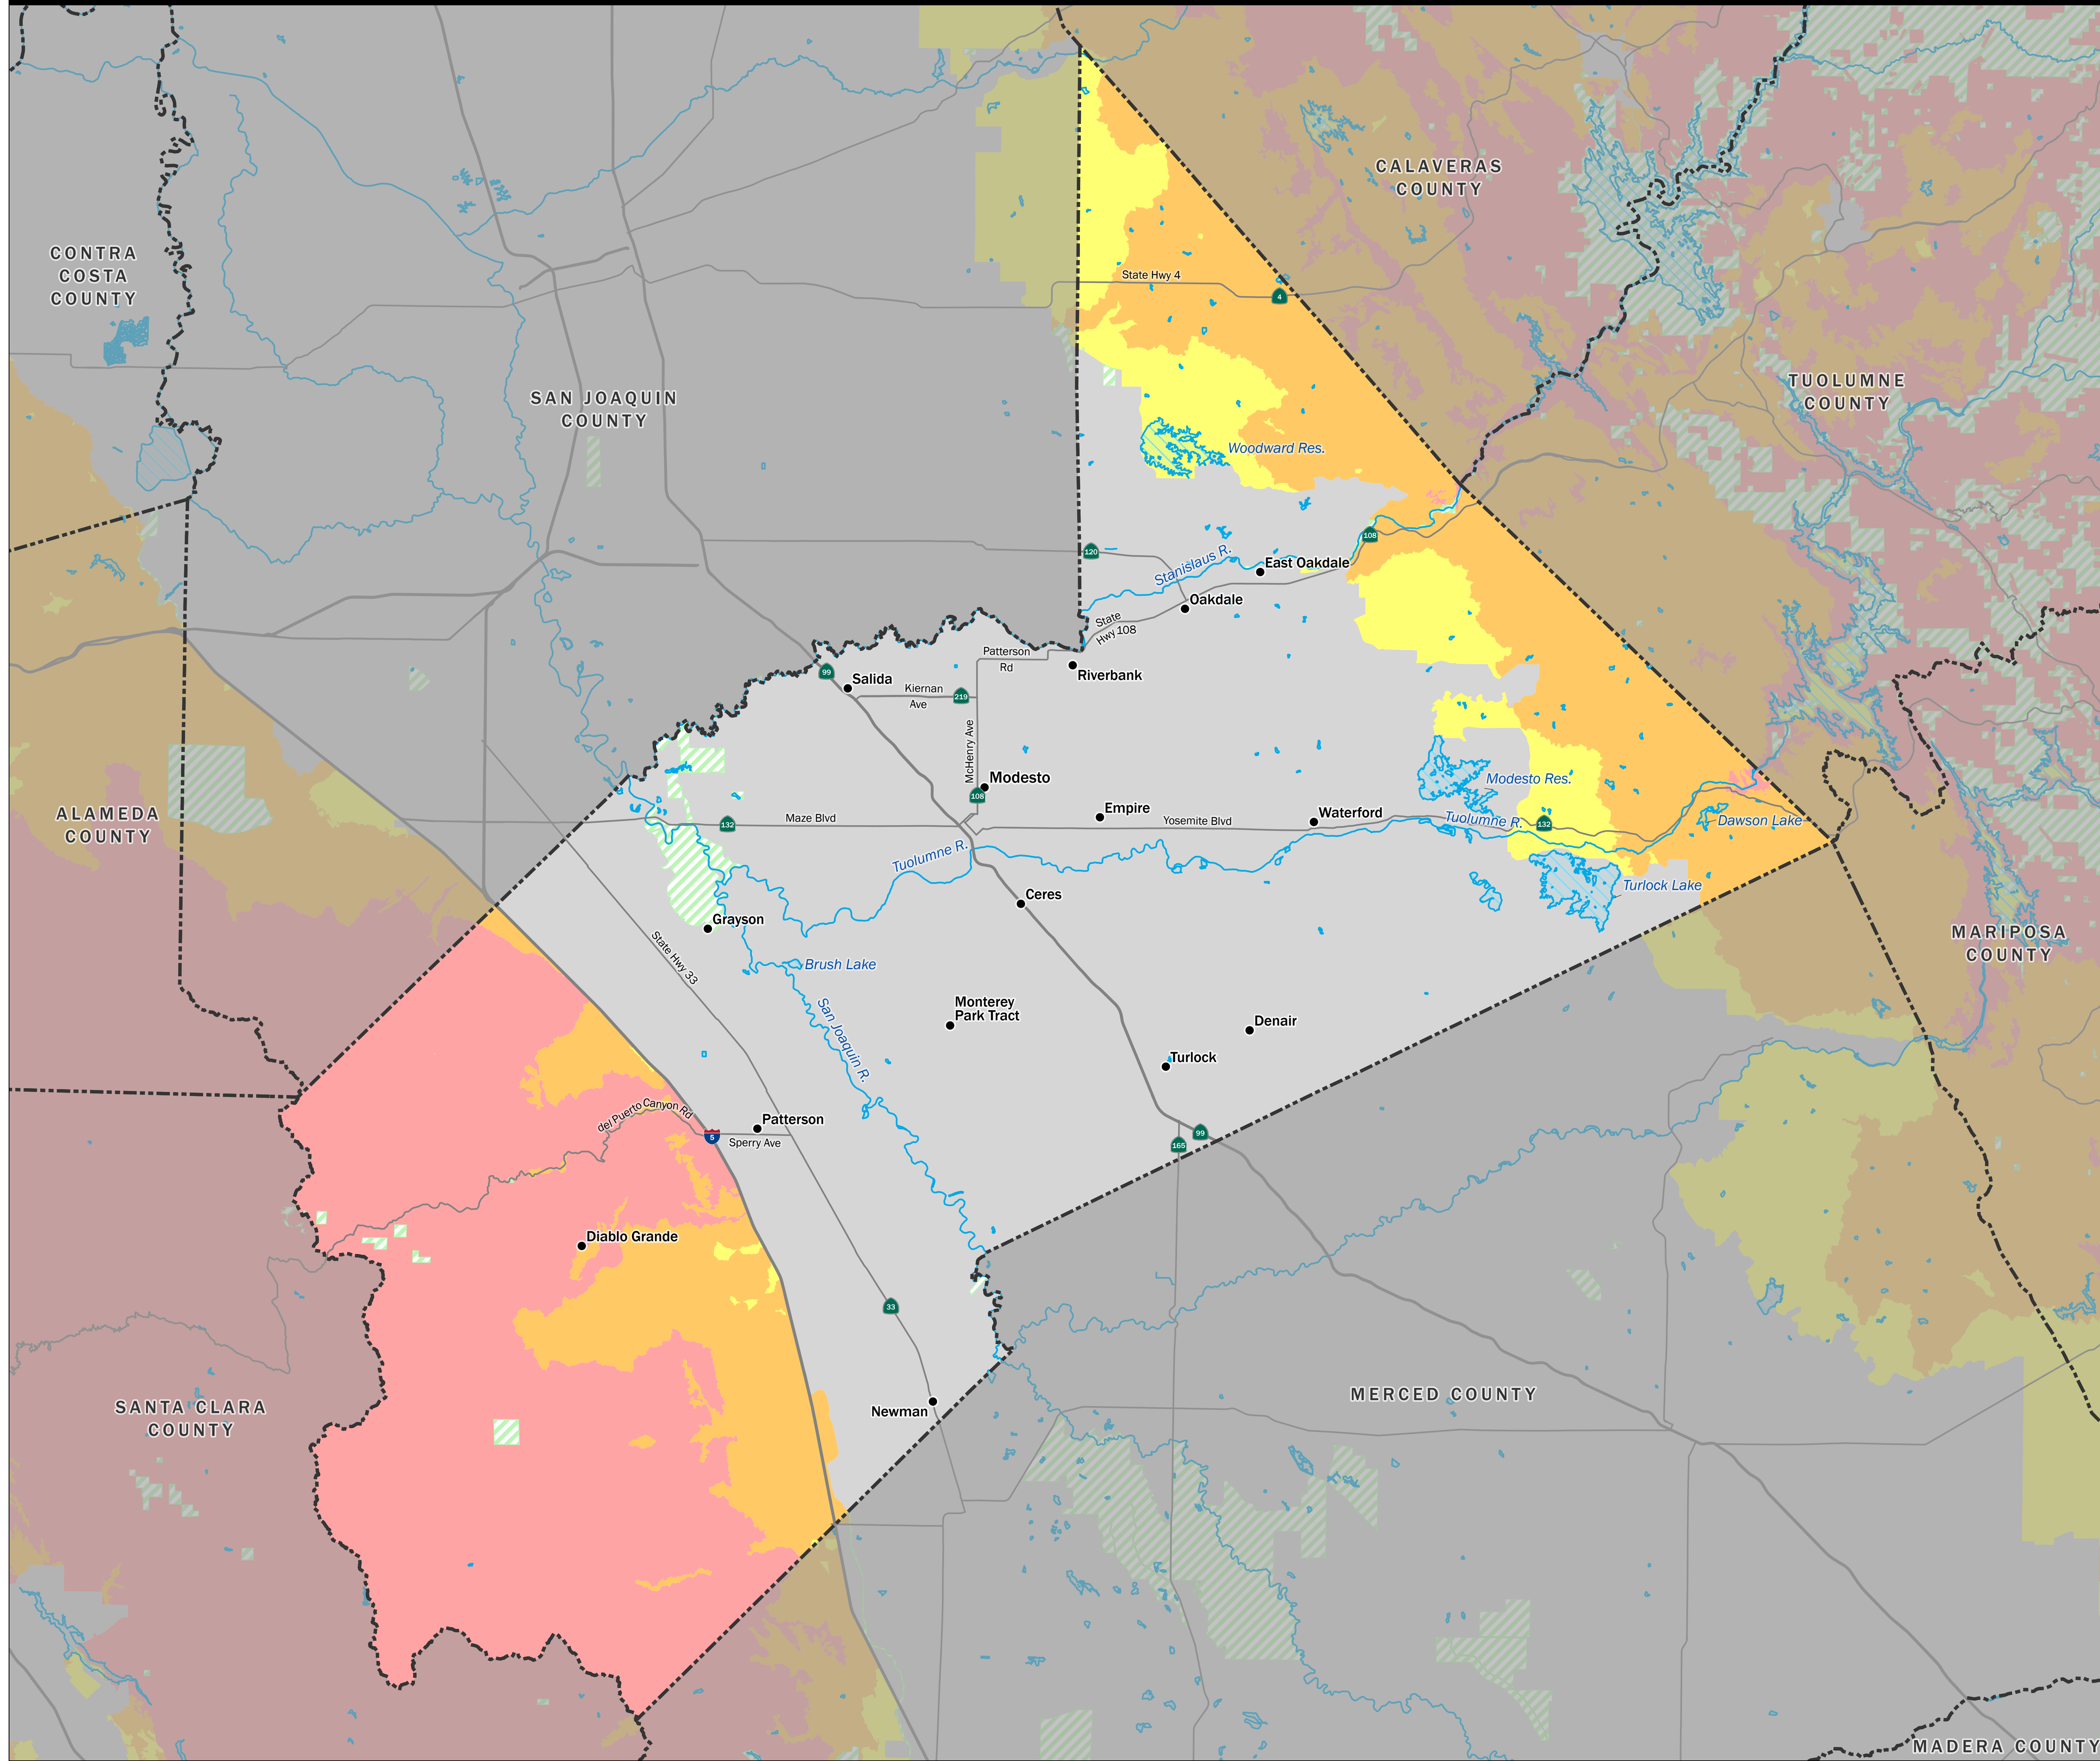 CALAVERAS
COUNTY
CONTRA
COSTA
COUNTY
State Hwy 4
4
SAN JOAQUIN
COUNTY
TUOLUMNE
COUNTY
Woodward Res.
108
120
Stanislaus R.
East Oakdale
Oakdale
State
Hwy 108
Patterson
Rd
Riverbank
99
Salida
Kiernan
Ave
219
McHenry Ave
Modesto
108
Modesto Res.
ALAMEDA
COUNTY
132
Maze Blvd
Empire
Yosemite Blvd
Waterford
Tuolumne R.
132
Dawson Lake
Tuolumne R.
Ceres
Turlock Lake
Grayson
State Hwy 33
MARIPOSA
COUNTY
Brush Lake
San Joaquin R.
Monterey
Park Tract
Denair
Turlock
del Puerto Canyon Rd
Patterson
5
Sperry Ave
99
165
Diablo Grande
33
SANTA CLARA
COUNTY
Newman
MERCED COUNTY
MADERA COUNTY